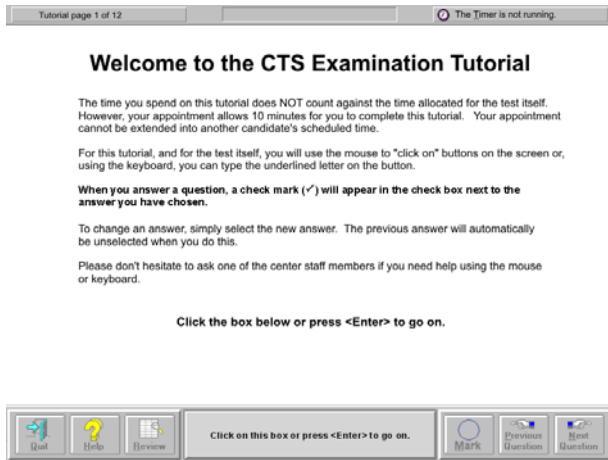 Tutorial page 1 of 12
The Timer is not running.
Welcome to the CTS Examination Tutorial
The time you spend on this tutorial does NOT count against the time allocated for the test itself.
However, your appointment allows 10 minutes for you to complete this tutorial. Your appointment
cannot be extended into another candidate's scheduled time.
For this tutorial, and for the test itself, you will use the mouse to "click on" buttons on the screen or,
using the keyboard, you can type the underlined letter on the button.
When you answer a question, a check mark (✓) will appear in the check box next to the
answer you have chosen.
To change an answer, simply select the new answer. The previous answer will automatically
be unselected when you do this.
Please don't hesitate to ask one of the center staff members if you need help using the mouse
or keyboard.
Click the box below or press <Enter> to go on.
Quit
Help
Review
Click on this box or press <Enter> to go on.
Mark
Previous
Question
Next
Question